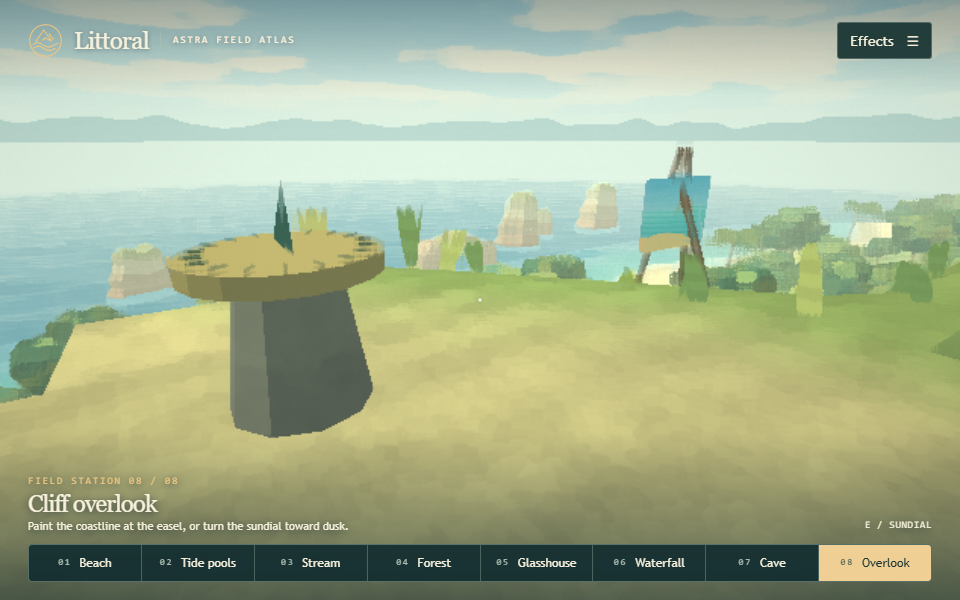 Littoral
ASTRA FIELD ATLAS
Effects
FIELD STATION 08 / 08
Cliff overlook
Paint the coastline at the easel, or turn the sundial toward dusk.
E / SUNDIAL
01 Beach
02 Tide pools
03 Stream
04 Forest
05 Glasshouse
06 Waterfall
07 Cave
08 Overlook